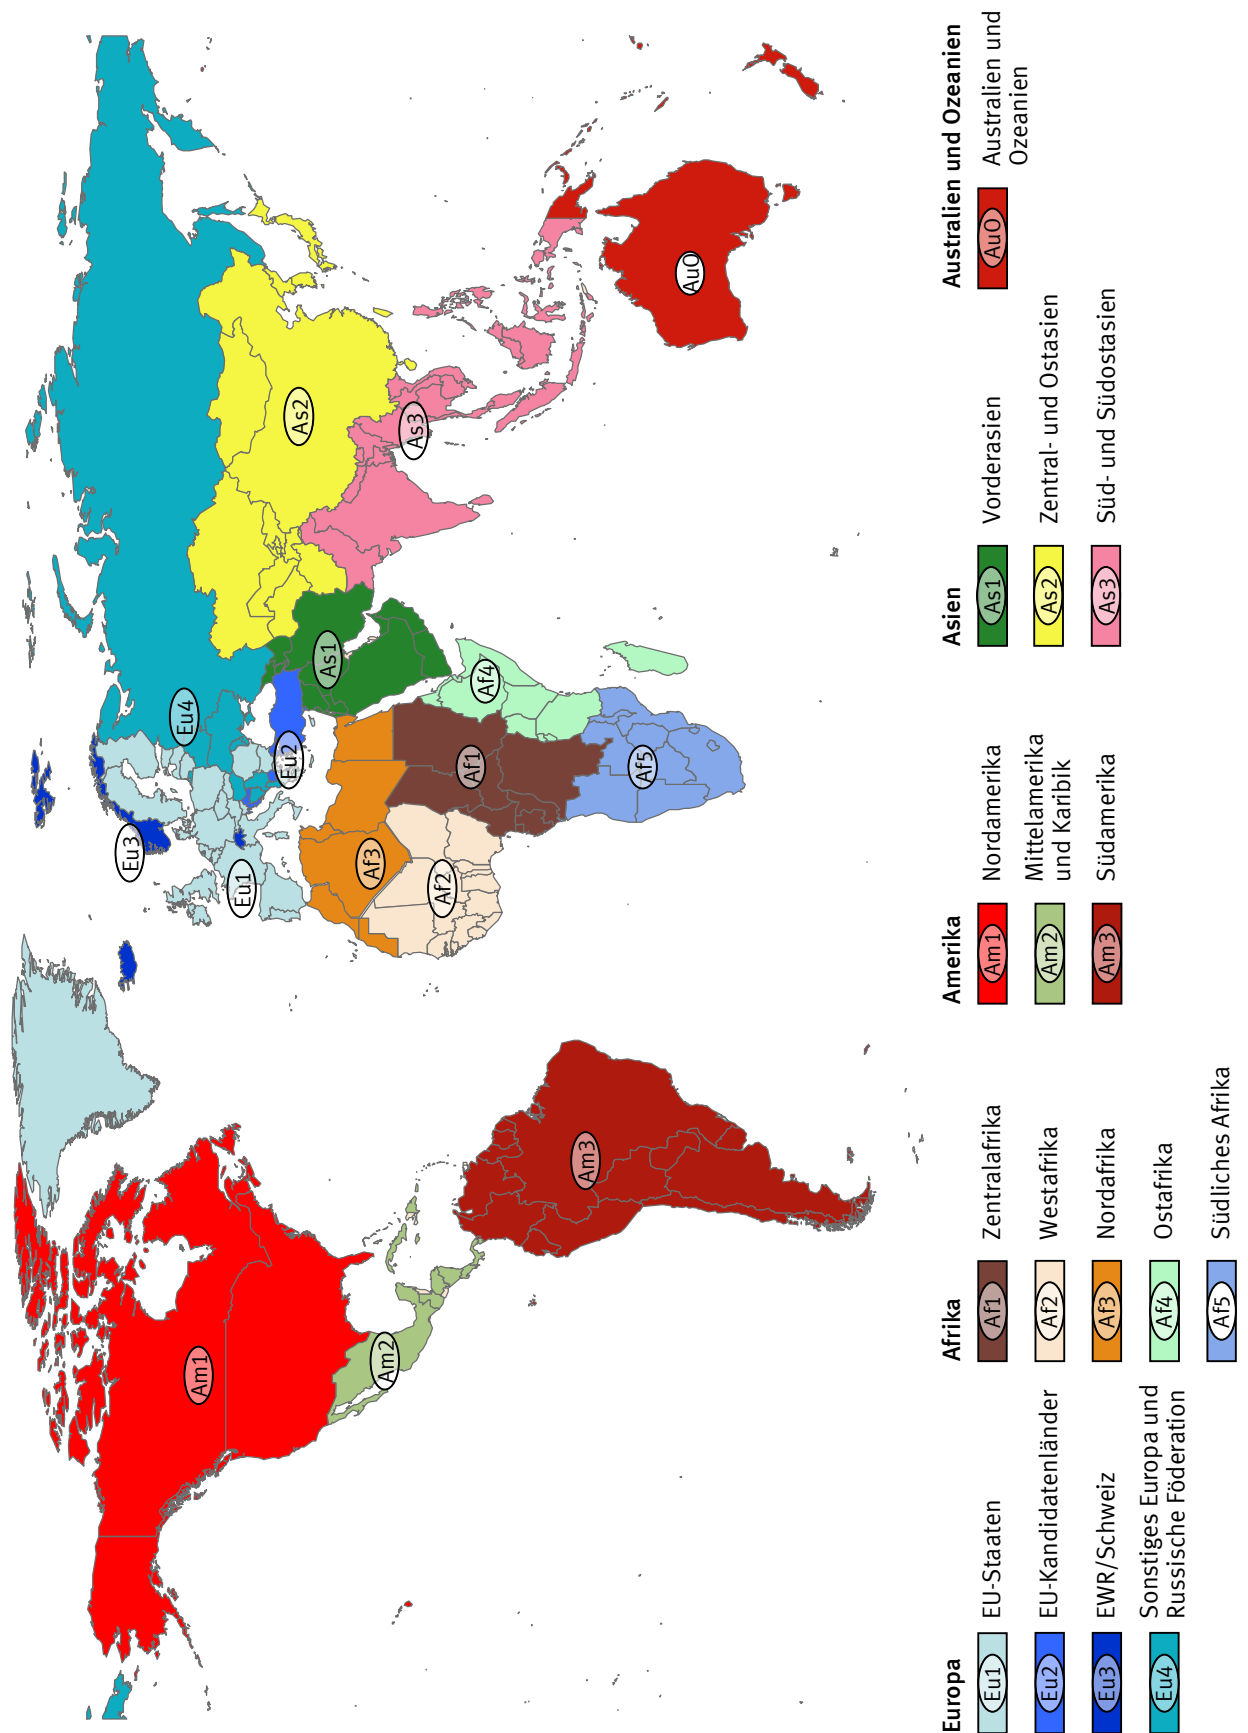 Eu3
Eu4
Eu1
Eu2
Am1
Am2
Am3
Af3
Af2
Af1
Af4
Af5
As1
As2
As3
AuO
Europa
Eu1 EU-Staaten
Eu2 EU-Kandidatenländer
Eu3 EWR/Schweiz
Eu4 Sonstiges Europa und
Russische Föderation
Afrika
Af1 Zentralafrika
Af2 Westafrika
Af3 Nordafrika
Af4 Ostafrika
Af5 Südliches Afrika
Amerika
Am1 Nordamerika
Am2 Mittelamerika
und Karibik
Am3 Südamerika
Asien
As1 Vorderasien
As2 Zentral- und Ostasien
As3 Süd- und Südostasien
Australien und Ozeanien
AuO Australien und
Ozeanien